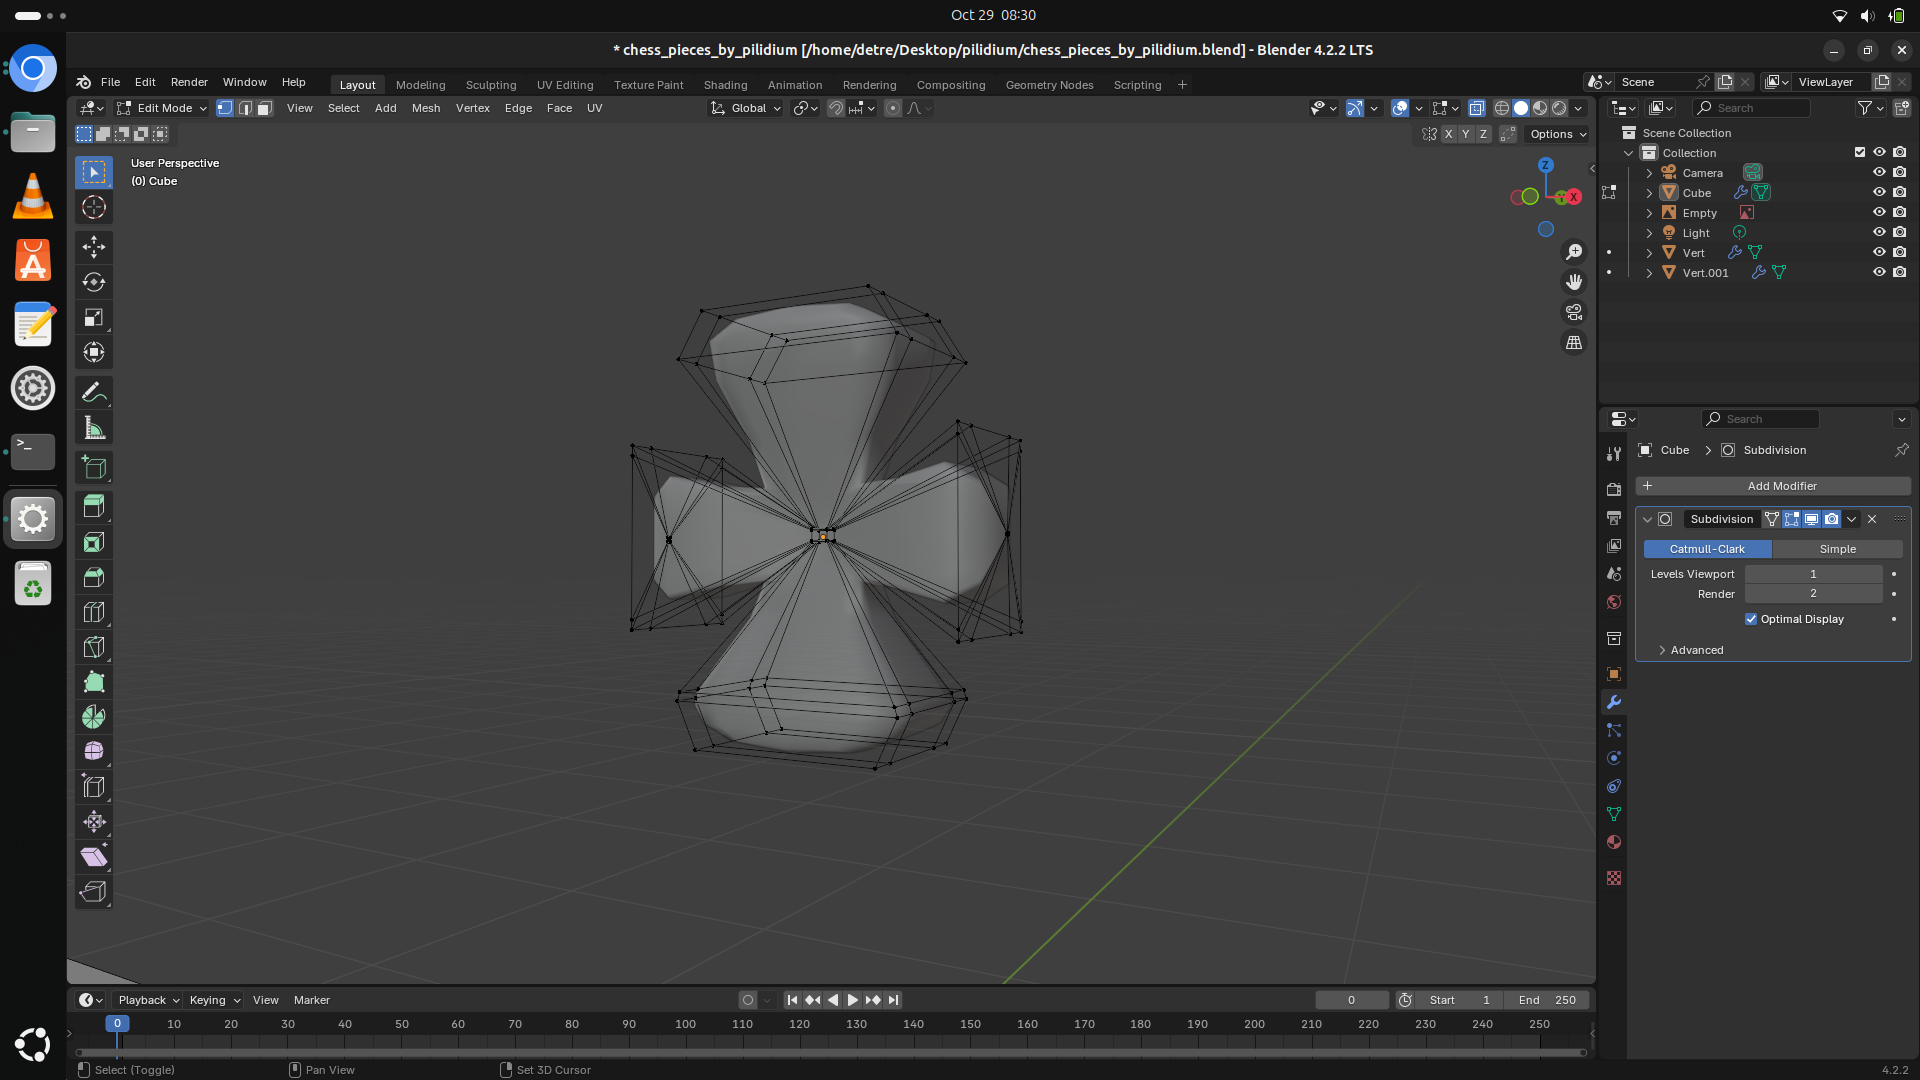 Oct 29 08:30
* chess_pieces_by_pilidium [/home/detre/Desktop/pilidium/chess_pieces_by_pilidium.blend] - Blender 4.2.2 LTS
File Edit Render Window Help Layout Modeling Sculpting UV Editing Texture Paint Shading Animation Rendering Compositing Geometry Nodes Scripting + Scene ViewLayer
Edit Mode View Select Add Mesh Vertex Edge Face UV Global Search
X Y Z Options
User Perspective
(0) Cube
Z
X
Scene Collection
Collection
Camera
Cube
Empty
Light
Vert
Vert.001
Search
Cube > Subdivision
+ Add Modifier
Subdivision
Catmull-Clark Simple
Levels Viewport 1
Render 2
Optimal Display
Advanced
Playback Keying View Marker 0 Start 1 End 250
0 10 20 30 40 50 60 70 80 90 100 110 120 130 140 150 160 170 180 190 200 210 220 230 240 250
Select (Toggle) Pan View Set 3D Cursor 4.2.2